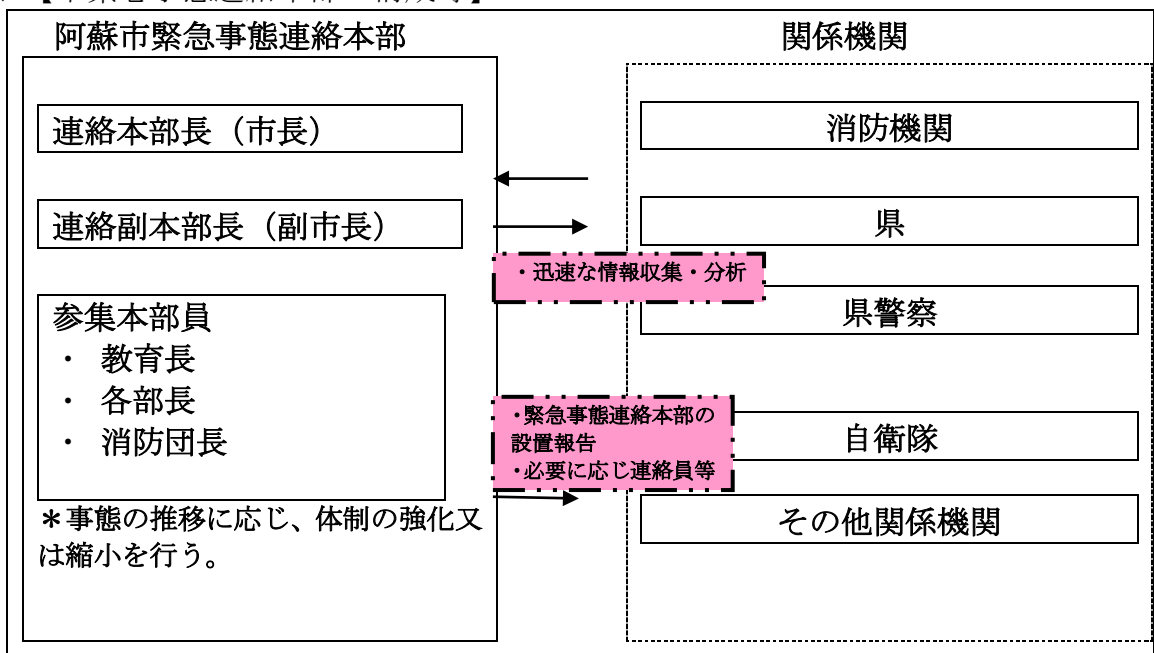 阿蘇市緊急事態連絡本部
連絡本部長（市長）
連絡副本部長（副市長）
参集本部員
・ 教育長
・ 各部長
・ 消防団長
＊事態の推移に応じ、体制の強化又
は縮小を行う。
・迅速な情報収集・分析
・緊急事態連絡本部の
設置報告
・必要に応じ連絡員等
関係機関
消防機関
県
県警察
自衛隊
その他関係機関